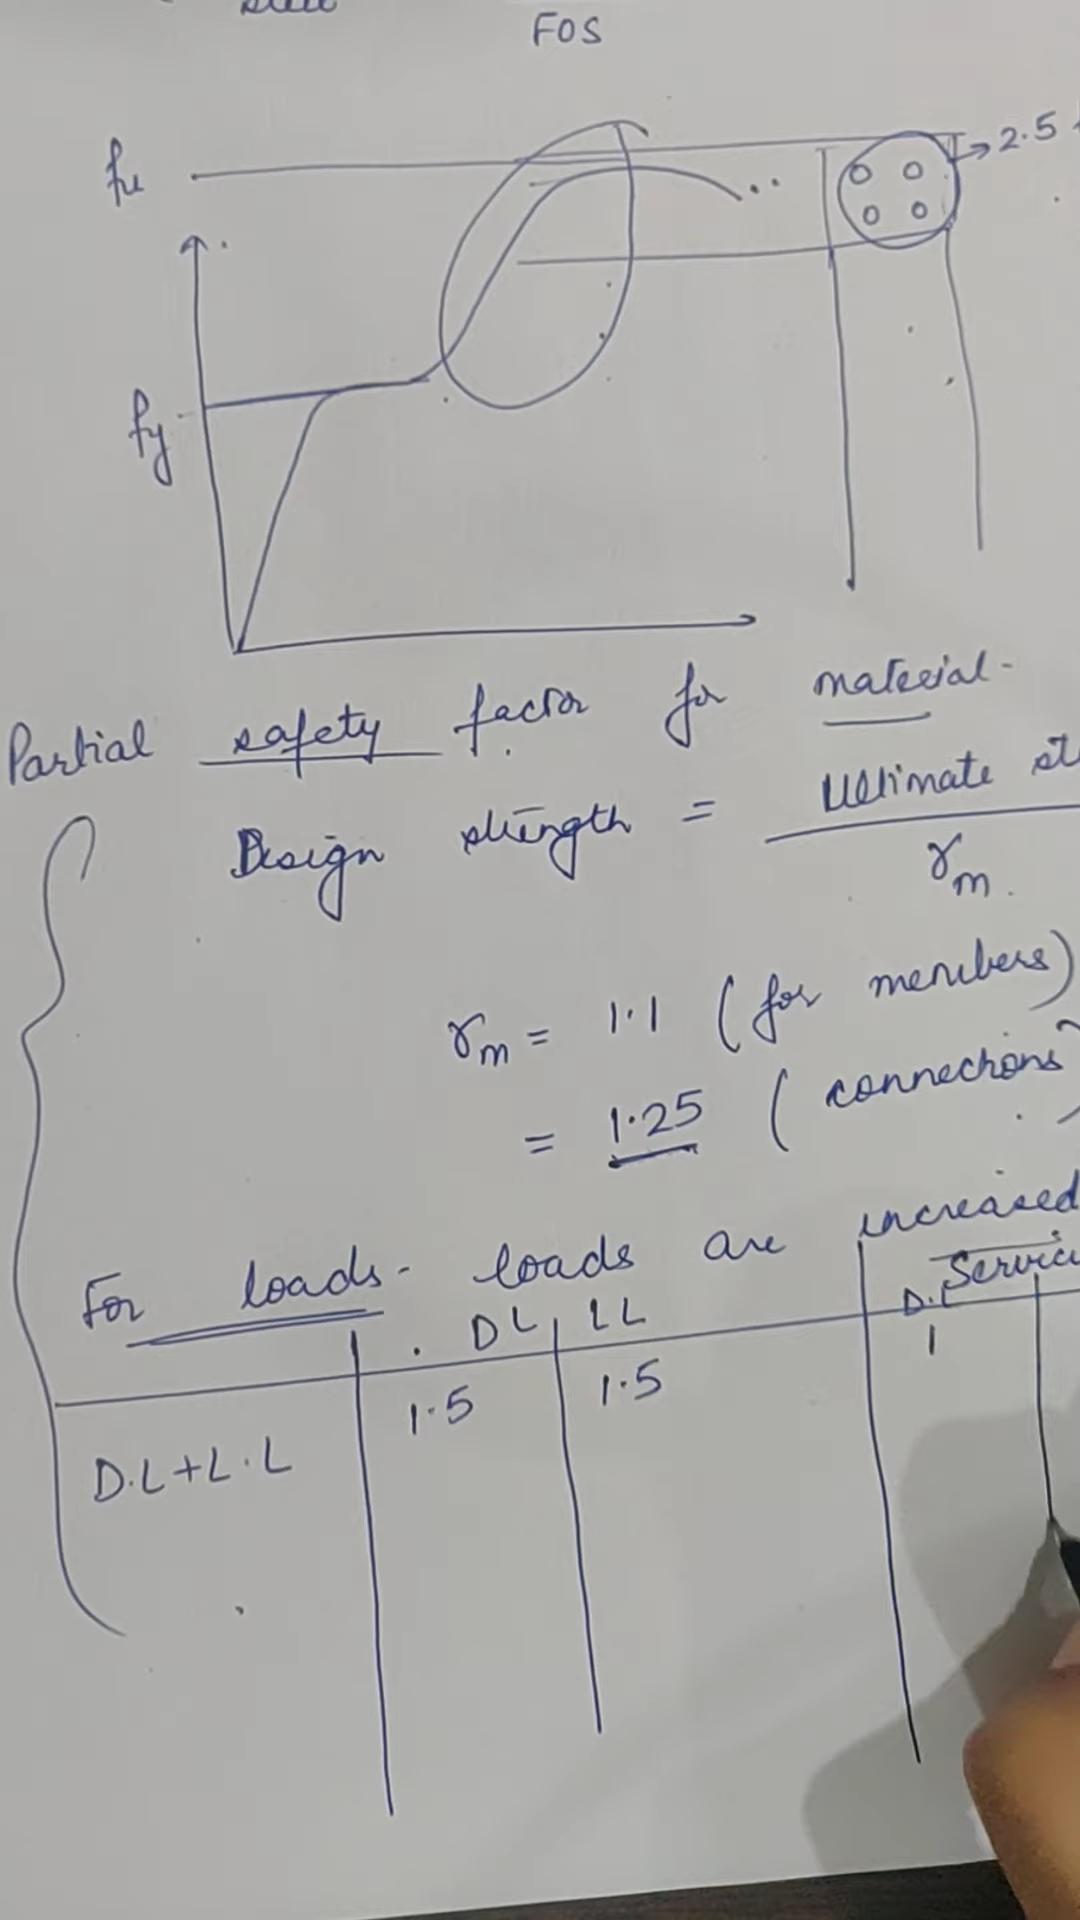 FOS
fu
2.5
fy
Partial safety factor for material-
Design strength = Ultimate
γm.
γm = 1.1 (for members)
= 1.25 (connections)
For loads- loads are increased
DL LL D.L
1.5 1.5 1
D.L+L.L